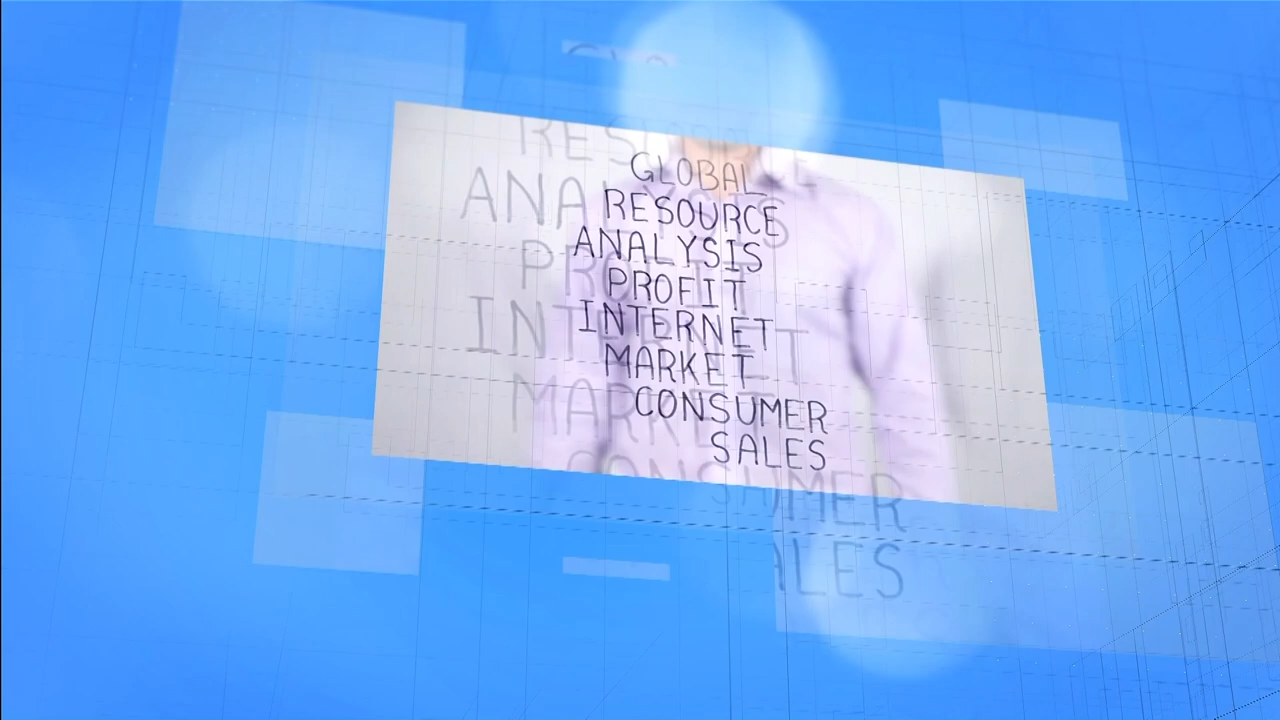 GLOBAL
RESOURCE
ANALYSIS
PROFIT
INTERNET
MARKET
CONSUMER
SALES